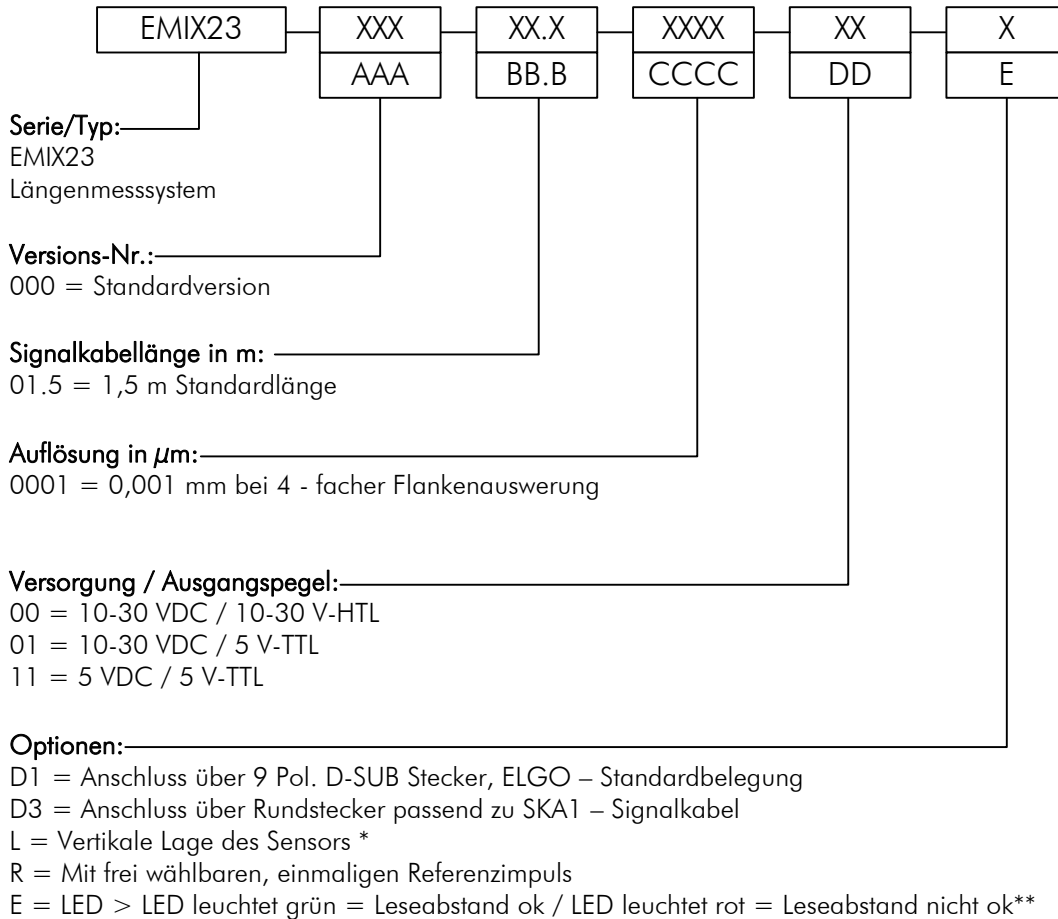 EMIX23 XXX XX.X XXXX XX X
AAA BB.B CCCC DD E
Serie/Typ:
EMIX23
Längenmesssystem
Versions-Nr.:
000 = Standardversion
Signalkabellänge in m:
01.5 = 1,5 m Standardlänge
Auflösung in µm:
0001 = 0,001 mm bei 4 - facher Flankenauswerung
Versorgung / Ausgangspegel:
00 = 10-30 VDC / 10-30 V-HTL
01 = 10-30 VDC / 5 V-TTL
11 = 5 VDC / 5 V-TTL
Optionen:
D1 = Anschluss über 9 Pol. D-SUB Stecker, ELGO – Standardbelegung
D3 = Anschluss über Rundstecker passend zu SKA1 – Signalkabel
L = Vertikale Lage des Sensors *
R = Mit frei wählbaren, einmaligen Referenzimpuls
E = LED > LED leuchtet grün = Leseabstand ok / LED leuchtet rot = Leseabstand nicht ok**